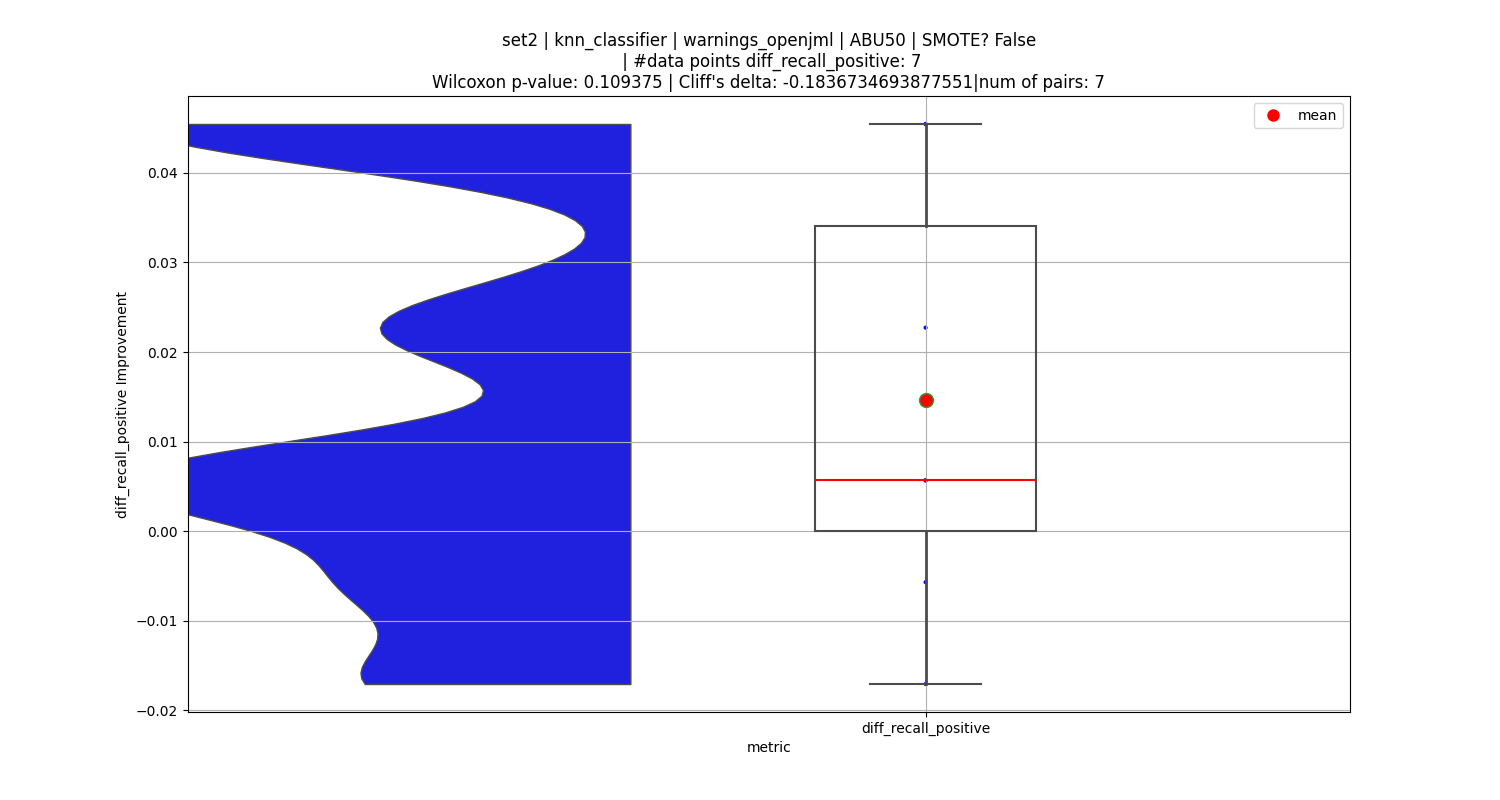 set2 | knn_classifier | warnings_openjml | ABU50 | SMOTE? False
| #data points diff_recall_positive: 7
Wilcoxon p-value: 0.109375 | Cliff's delta: -0.1836734693877551|num of pairs: 7
mean
0.04
0.03
0.02
0.01
0.00
−0.01
−0.02
diff_recall_positive Improvement
diff_recall_positive
metric